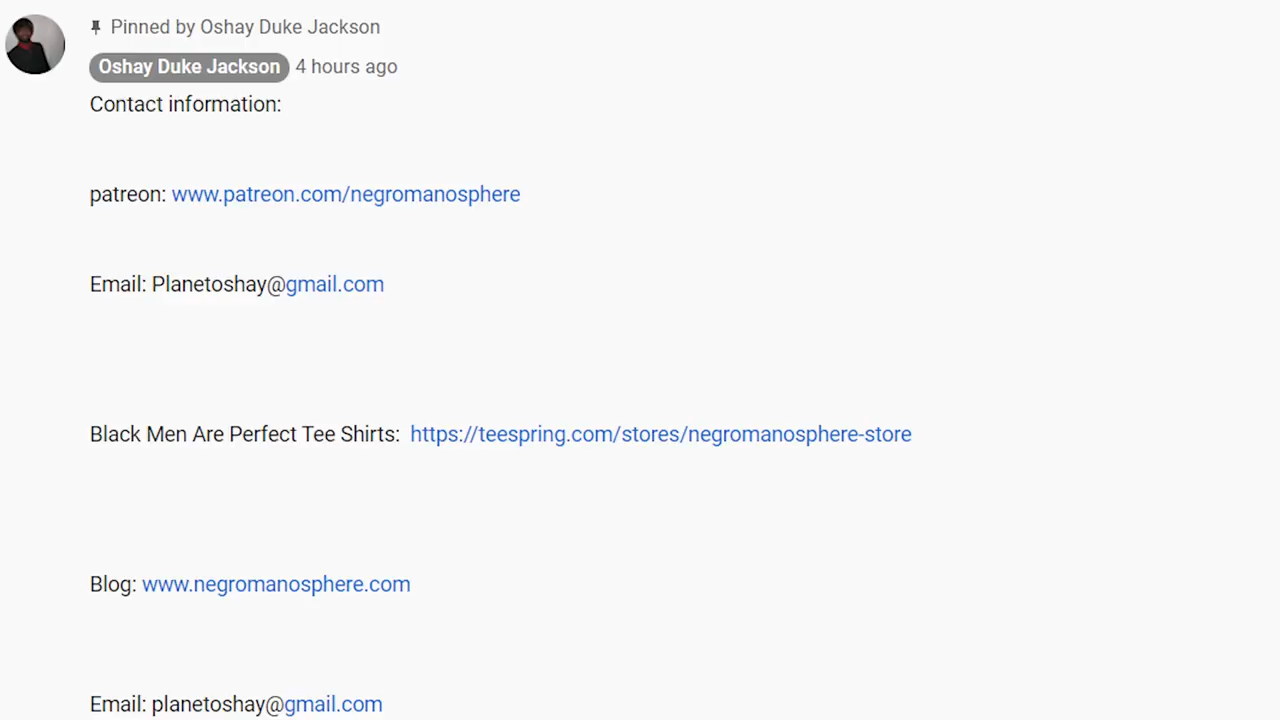 Pinned by Oshay Duke Jackson
Oshay Duke Jackson 4 hours ago
Contact information:
patreon: www.patreon.com/negromanosphere
Email: Planetoshay@gmail.com
Black Men Are Perfect Tee Shirts: https://teespring.com/stores/negromanosphere-store
Blog: www.negromanosphere.com
Email: planetoshay@gmail.com